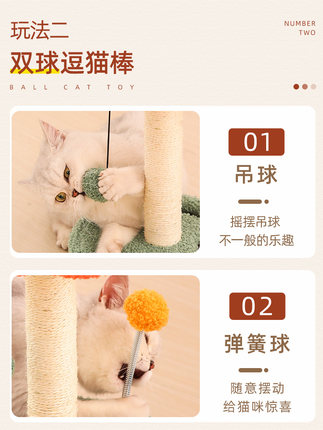 玩法二
NUMBER
TWO
双球逗猫棒
BALL CAT TOY
01
吊球
摇摆吊球
不一般的乐趣
02
弹簧球
随意摆动
给猫咪惊喜